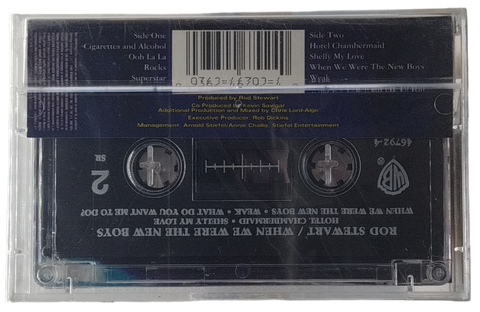 Side One
Cigarettes and Alcohol
Ooh La La
Rocks
Superstar
Side Two
Hotel Chambermaid
Shelly My Love
When We Were The New Boys
Weak
Produced by Rod Stewart
Co Produced by Kevin Savigar
Additional Production and Mixed by Chris Lord-Alge
Executive Producer: Rob Dickins
Management: Arnold Stiefel/Annie Challis, Stiefel Entertainment
46792-4
2
SR.
WB
ROD STEWART / WHEN WE WERE THE NEW BOYS
HOTEL CHAMBERMAID • SHELLY MY LOVE
WHEN WE WERE THE NEW BOYS • WEAK • WHAT DO YOU WANT ME TO DO?